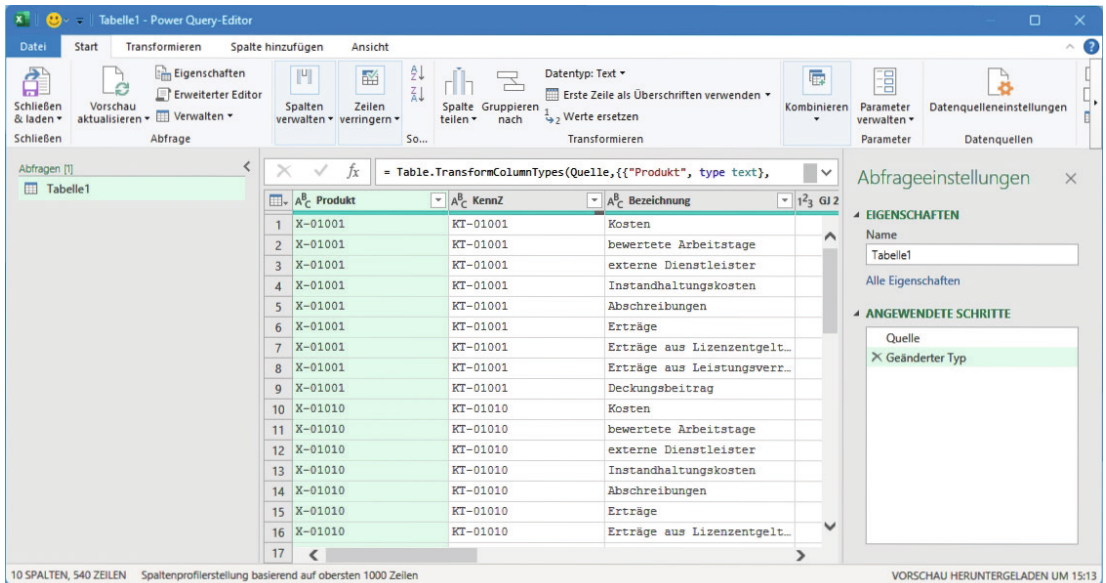 Tabelle1 - Power Query-Editor
Datei Start Transformieren Spalte hinzufügen Ansicht
Schließen & laden
Schließen
Vorschau aktualisieren
Eigenschaften
Erweiterter Editor
Verwalten
Abfrage
Spalten verwalten
Zeilen verringern
So...
Spalte teilen
Gruppieren nach
Datentyp: Text
Erste Zeile als Überschriften verwenden
Werte ersetzen
Transformieren
Kombinieren
Parameter verwalten
Parameter
Datenquelleneinstellungen
Datenquellen
Abfragen [1]
Tabelle1
fx = Table.TransformColumnTypes(Quelle,{{"Produkt", type text},
Produkt KennZ Bezeichnung GJ 2
1 X-01001 KT-01001 Kosten
2 X-01001 KT-01001 bewertete Arbeitstage
3 X-01001 KT-01001 externe Dienstleister
4 X-01001 KT-01001 Instandhaltungskosten
5 X-01001 KT-01001 Abschreibungen
6 X-01001 KT-01001 Erträge
7 X-01001 KT-01001 Erträge aus Lizenzentgelt...
8 X-01001 KT-01001 Erträge aus Leistungsverr...
9 X-01001 KT-01001 Deckungsbeitrag
10 X-01010 KT-01010 Kosten
11 X-01010 KT-01010 bewertete Arbeitstage
12 X-01010 KT-01010 externe Dienstleister
13 X-01010 KT-01010 Instandhaltungskosten
14 X-01010 KT-01010 Abschreibungen
15 X-01010 KT-01010 Erträge
16 X-01010 KT-01010 Erträge aus Lizenzentgelt...
17
Abfrageeinstellungen
EIGENSCHAFTEN
Name
Tabelle1
Alle Eigenschaften
ANGEWENDETE SCHRITTE
Quelle
Geänderter Typ
10 SPALTEN, 540 ZEILEN Spaltenprofilerstellung basierend auf obersten 1000 Zeilen
VORSCHAU HERUNTERGELADEN UM 15:13